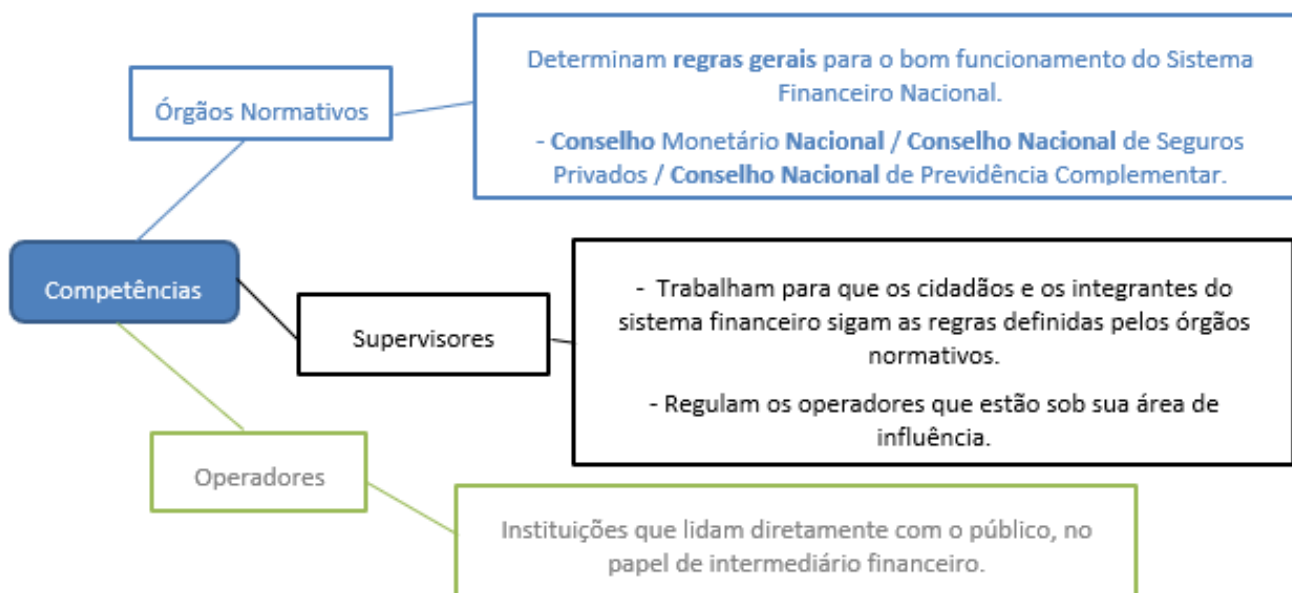 Determinam regras gerais para o bom funcionamento do Sistema
Financeiro Nacional.
- Conselho Monetário Nacional / Conselho Nacional de Seguros
Privados / Conselho Nacional de Previdência Complementar.
Órgãos Normativos
Competências
Supervisores
- Trabalham para que os cidadãos e os integrantes do
sistema financeiro sigam as regras definidas pelos órgãos
normativos.
- Regulam os operadores que estão sob sua área de
influência.
Operadores
Instituições que lidam diretamente com o público, no
papel de intermediário financeiro.